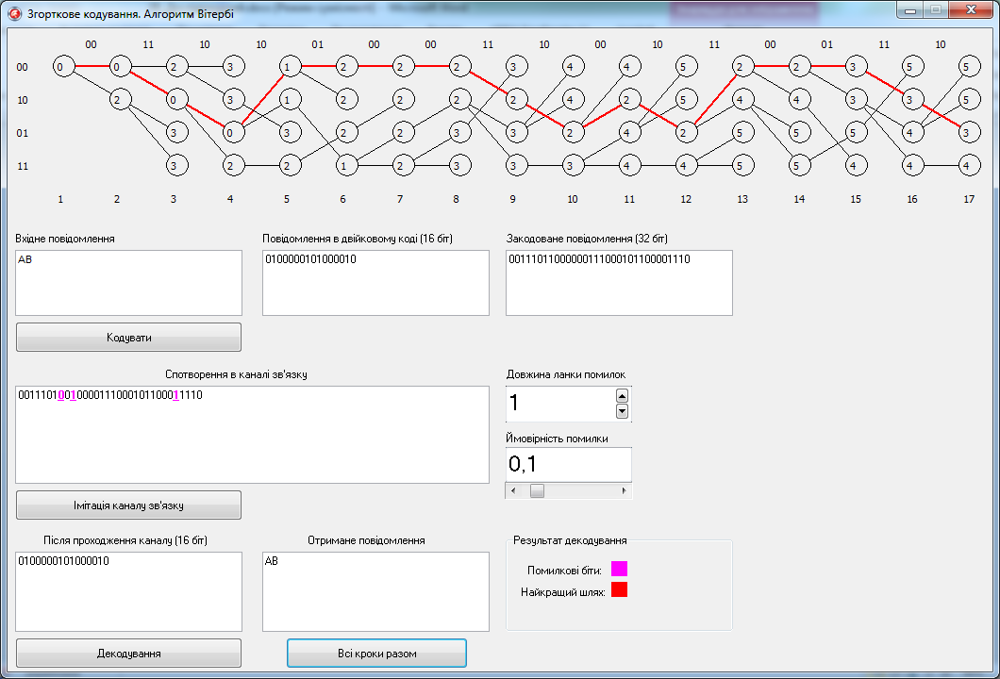 Згорткове кодування. Алгоритм Вітербі
00 11 10 10 01 00 00 11 10 00 10 11 00 01 11 10
00 0 0 2 3 1 2 2 2 3 4 4 5 2 2 3 5 5
10 2 0 3 1 2 2 2 2 4 2 5 4 4 3 3 5
01 3 0 3 2 2 3 3 2 4 2 5 5 5 4 3
11 3 2 2 1 2 3 3 3 4 4 5 5 4 4 4
1 2 3 4 5 6 7 8 9 10 11 12 13 14 15 16 17
Вхідне повідомлення
AB
Кодувати
Повідомлення в двійковому коді (16 біт)
0100000101000010
Закодоване повідомлення (32 біт)
00111011000000111000101100001110
Спотворення в каналі зв'язку
00111010010000111000101100011110
Імітація каналу зв'язку
Довжина ланки помилок
1
Ймовірність помилки
0,1
Після проходження каналу (16 біт)
0100000101000010
Декодування
Отримане повідомлення
AB
Всі кроки разом
Результат декодування
Помилкові біти:
Найкращий шлях: